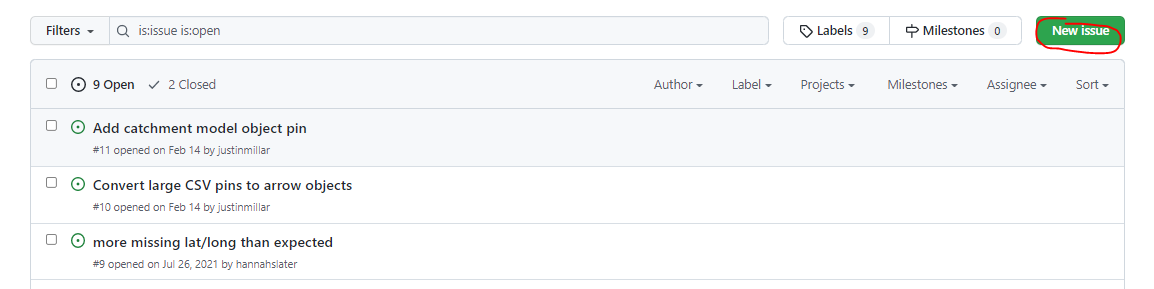 Filters is:issue is:open Labels 9 Milestones 0 New issue
9 Open 2 Closed Author Label Projects Milestones Assignee Sort
Add catchment model object pin
#11 opened on Feb 14 by justinmillar
Convert large CSV pins to arrow objects
#10 opened on Feb 14 by justinmillar
more missing lat/long than expected
#9 opened on Jul 26, 2021 by hannahslater